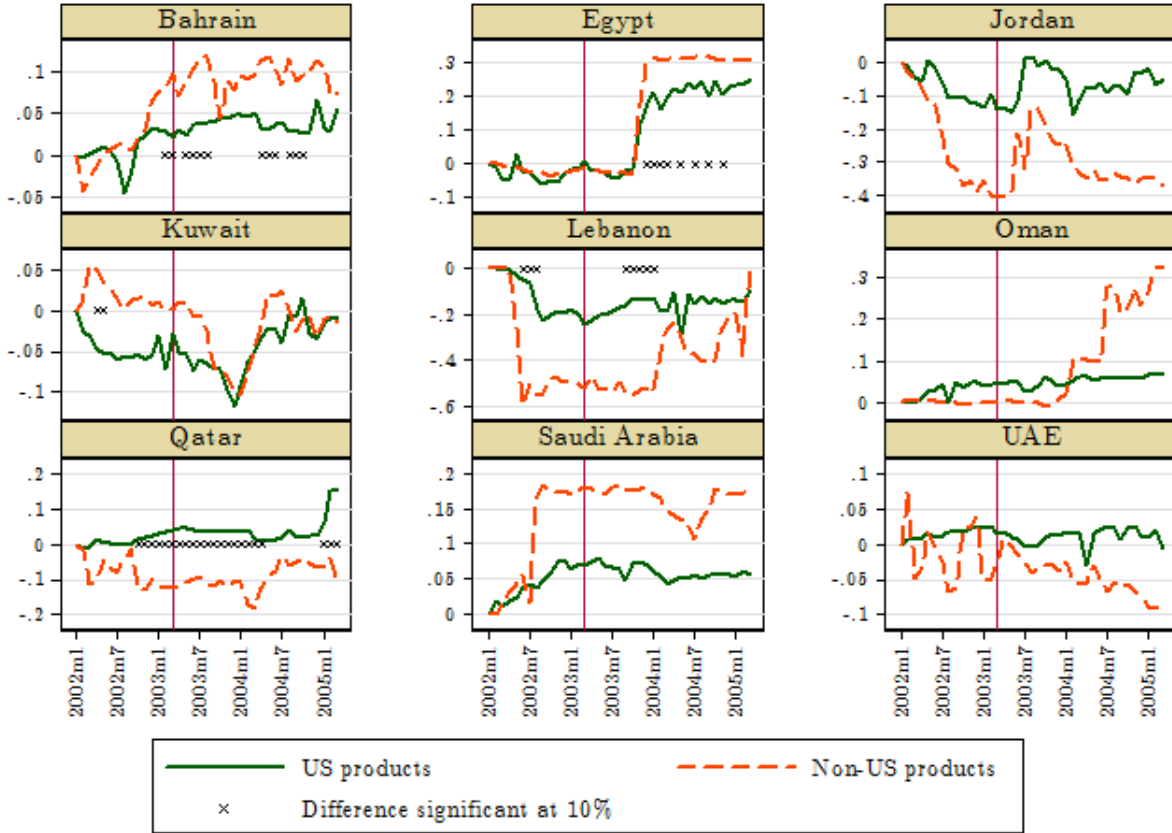 Bahrain Egypt Jordan
.1 .3 0
.05 .2 -.1
0 .1 -.2
-.05 0 -.3
-.1 -.4
Kuwait Lebanon Oman
.05 0 .3
0 -.2 .2
-.05 -.4 .1
-.1 -.6 0
Qatar Saudi Arabia UAE
.2 .2 .1
.1 .15 .05
0 .1 0
-.1 .05 -.05
-.2 0 -.1
2002m1 2002m7 2003m1 2003m7 2004m1 2004m7 2005m1 2002m1 2002m7 2003m1 2003m7 2004m1 2004m7 2005m1 2002m1 2002m7 2003m1 2003m7 2004m1 2004m7 2005m1
US products Non-US products
Difference significant at 10%